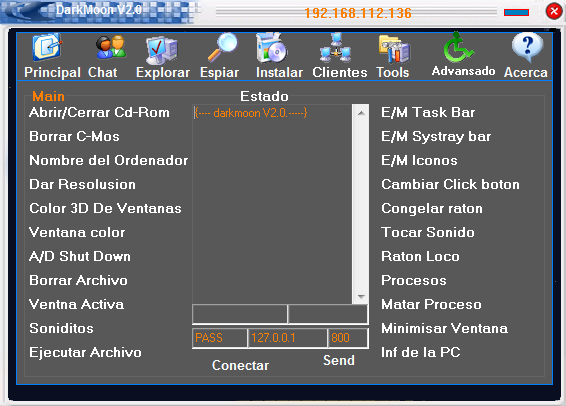 DarkMoon V2.0
192.168.112.136
Principal Chat Explorar Espiar Instalar Clientes Tools Advansado Acerca
Main
Estado
Abrir/Cerrar Cd-Rom
Borrar C-Mos
Nombre del Ordenador
Dar Resolusion
Color 3D De Ventanas
Ventana color
A/D Shut Down
Borrar Archivo
Ventna Activa
Soniditos
Ejecutar Archivo
{---- darkmoon V2.0.-----}
PASS 127.0.0.1 800
Conectar Send
E/M Task Bar
E/M Systray bar
E/M Iconos
Cambiar Click boton
Congelar raton
Tocar Sonido
Raton Loco
Procesos
Matar Proceso
Minimisar Ventana
Inf de la PC